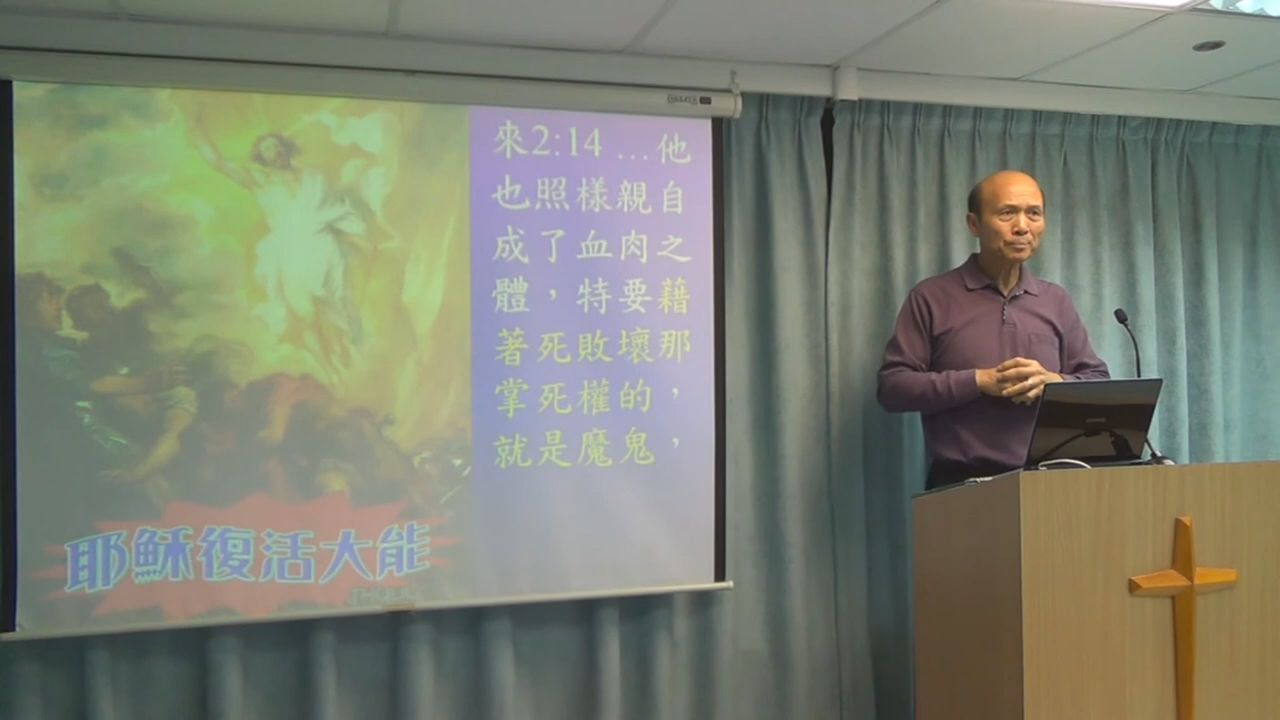 來2:14 …他
也照樣親自
成了血肉之
體，特要藉
著死敗壞那
掌死權的，
就是魔鬼，
耶穌復活大能